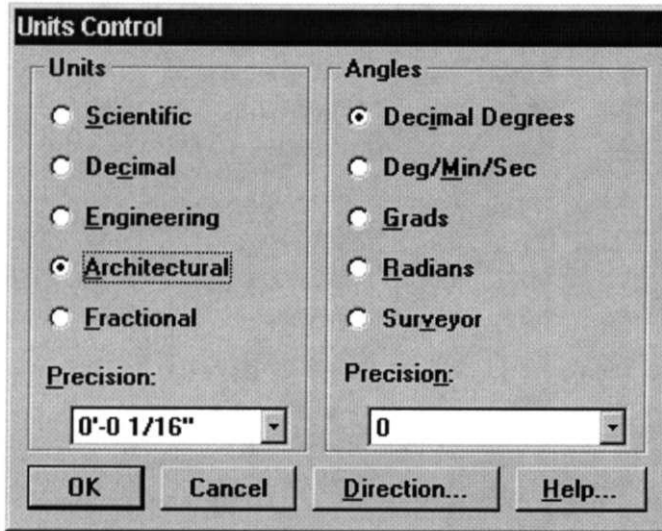 Units Control
Units
Scientific
Decimal
Engineering
Architectural
Fractional
Precision:
0'-0 1/16"
Angles
Decimal Degrees
Deg/Min/Sec
Grads
Radians
Surveyor
Precision:
0
OK Cancel Direction... Help...